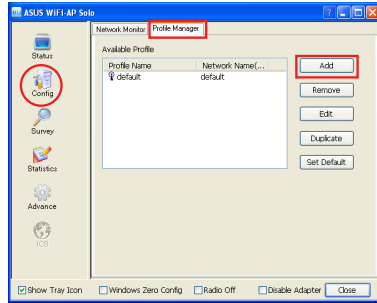 ASUS WiFi-AP Solo
Network Monitor Profile Manager
Status
Config
Survey
Statistics
Advance
ICS
Available Profile
Profile Name Network Name(...
default default
Add
Remove
Edit
Duplicate
Set Default
Show Tray Icon Windows Zero Config Radio Off Disable Adapter Close